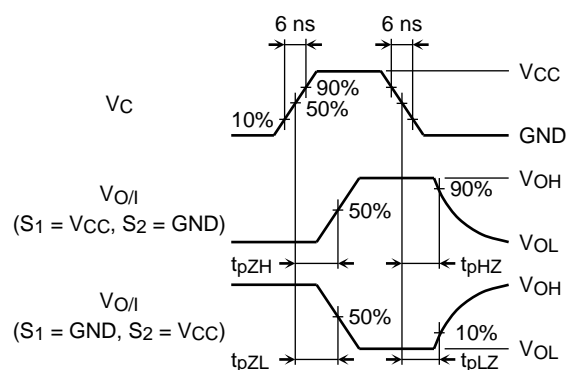 6 ns 6 ns
VCC
90%
VC 50%
10%
GND
VOH
VO/I 90%
(S1 = VCC, S2 = GND) 50%
VOL
tpZH tpHZ
VOH
VO/I
50%
(S1 = GND, S2 = VCC) 10%
VOL
tpZL tpLZ